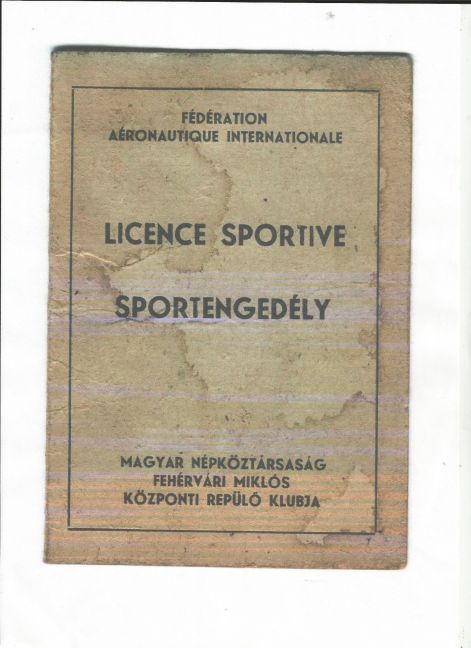 FÉDÉRATION
AÉRONAUTIQUE INTERNATIONALE
LICENCE SPORTIVE
SPORTENGEDÉLY
MAGYAR NÉPKÖZTÁRSASÁG
FEHÉRVÁRI MIKLÓS
KÖZPONTI REPÜLŐ KLUBJA